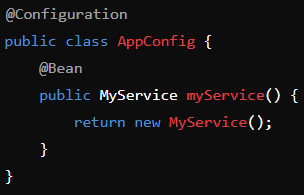 @Configuration
public class AppConfig {
    @Bean
    public MyService myService() {
        return new MyService();
    }
}